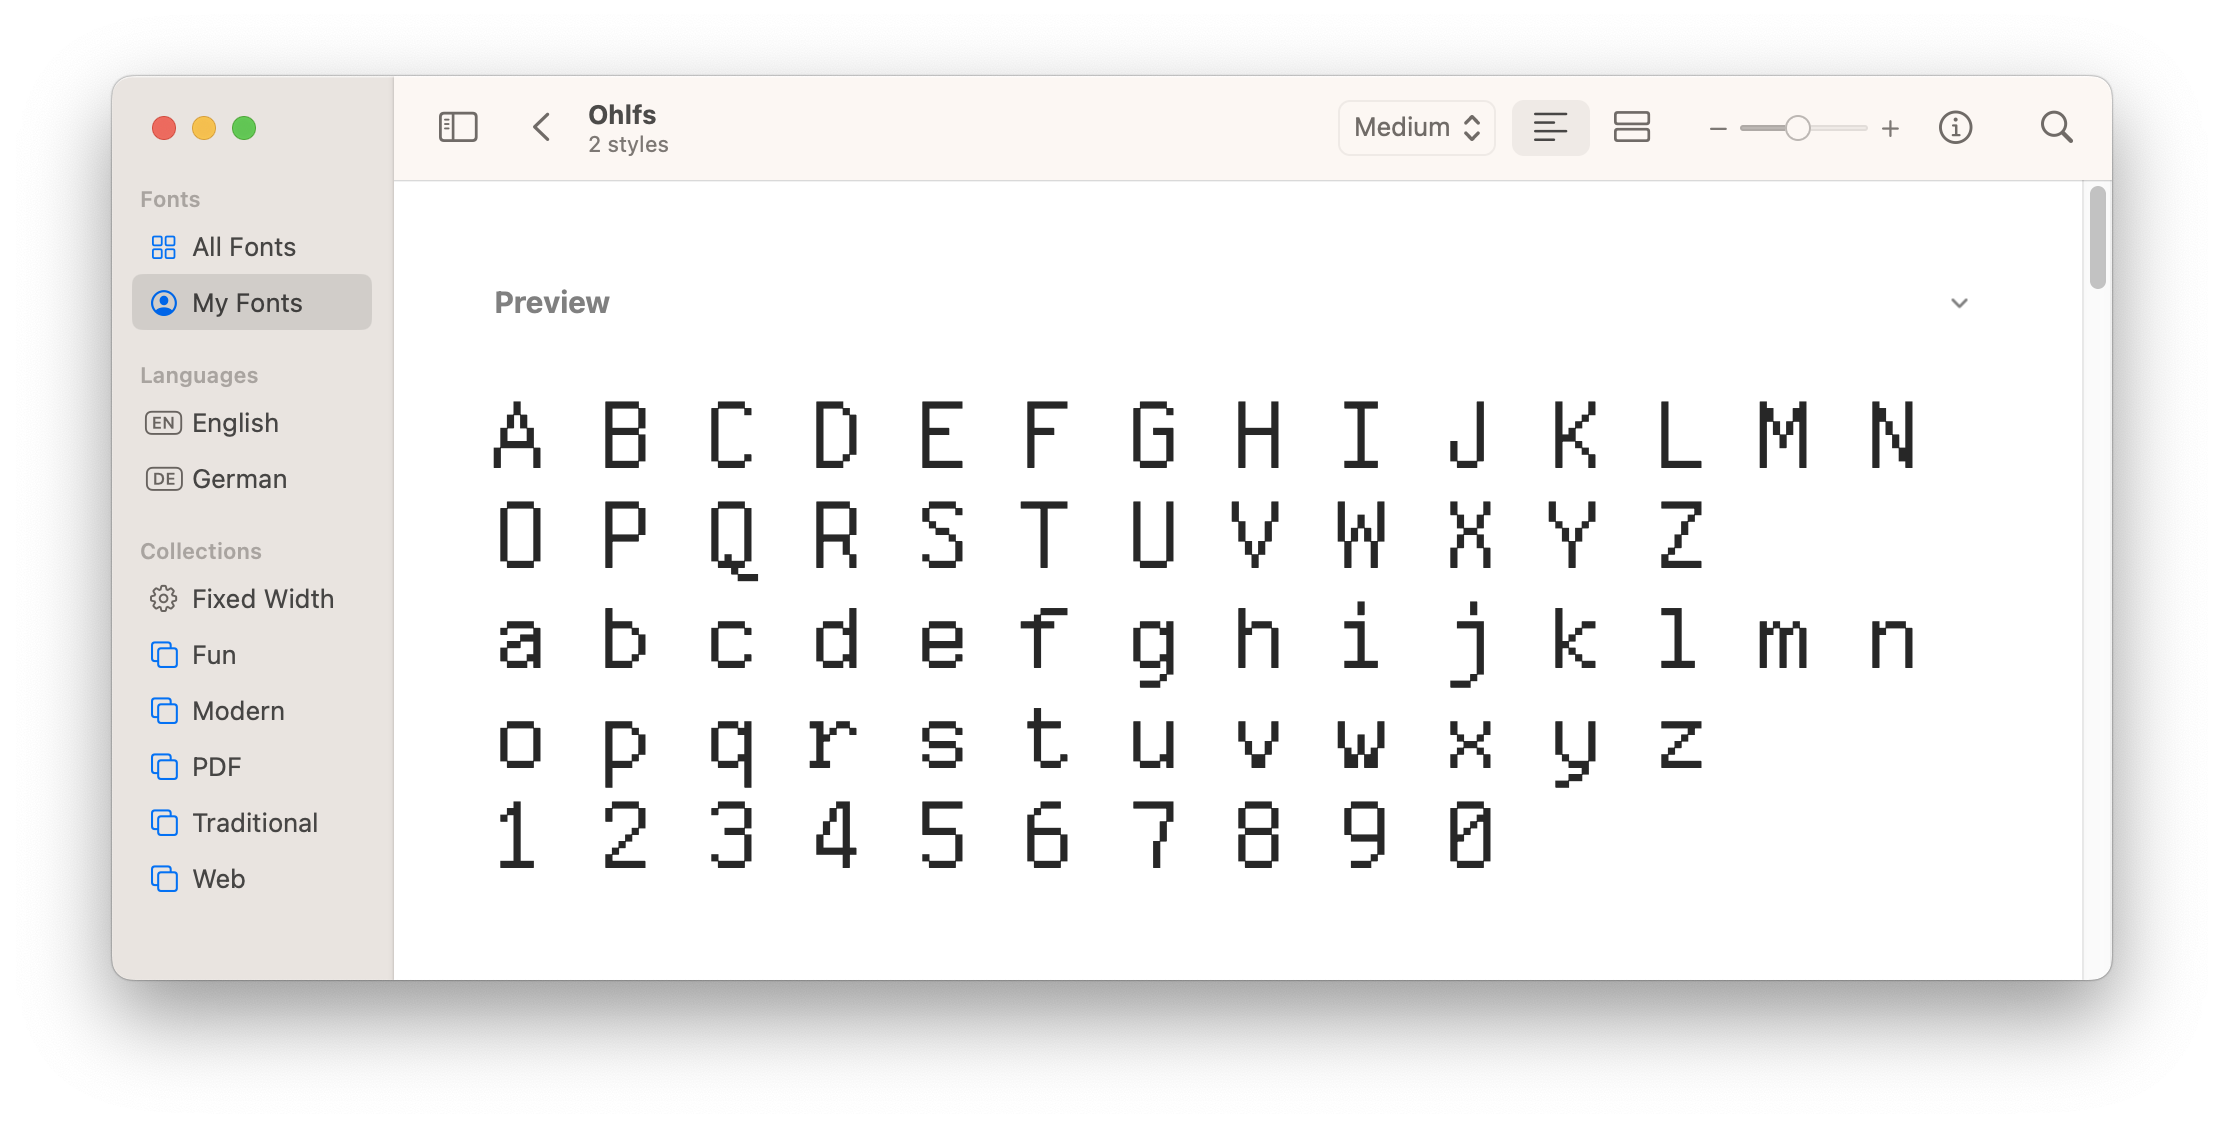 Ohlfs
2 styles
Medium
Fonts
All Fonts
My Fonts
Languages
EN English
DE German
Collections
Fixed Width
Fun
Modern
PDF
Traditional
Web
Preview
A B C D E F G H I J K L M N
O P Q R S T U V W X Y Z
a b c d e f g h i j k l m n
o p q r s t u v w x y z
1 2 3 4 5 6 7 8 9 0